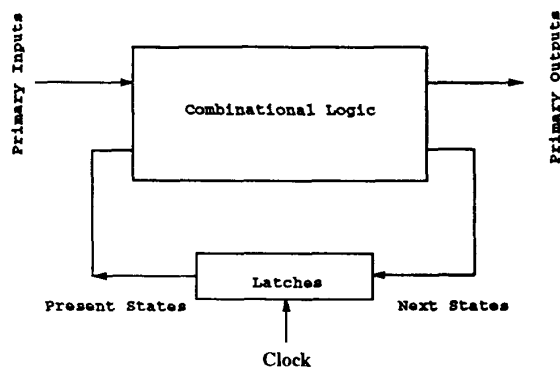 Primary Inputs
Combinational Logic
Primary Outputs
Latches
Present States
Next States
Clock